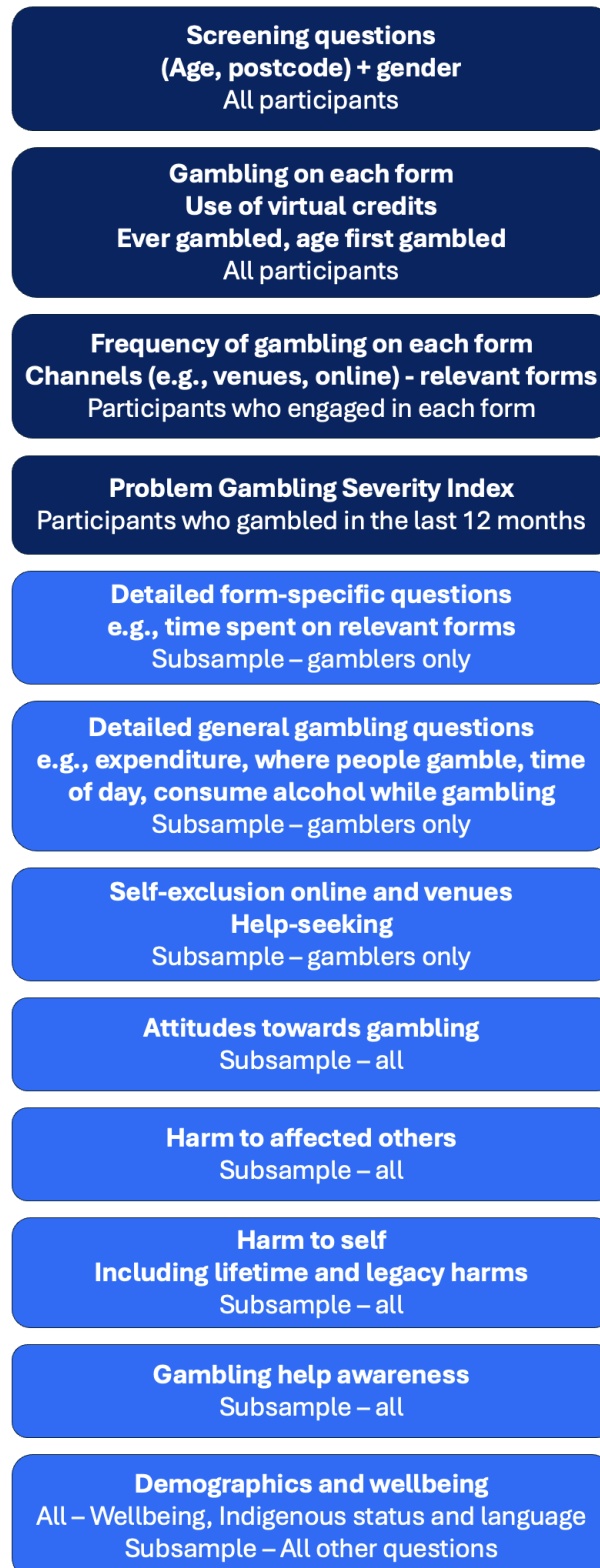 Screening questions
(Age, postcode) + gender
All participants
Gambling on each form
Use of virtual credits
Ever gambled, age first gambled
All participants
Frequency of gambling on each form
Channels (e.g., venues, online) - relevant forms
Participants who engaged in each form
Problem Gambling Severity Index
Participants who gambled in the last 12 months
Detailed form-specific questions
e.g., time spent on relevant forms
Subsample – gamblers only
Detailed general gambling questions
e.g., expenditure, where people gamble, time
of day, consume alcohol while gambling
Subsample – gamblers only
Self-exclusion online and venues
Help-seeking
Subsample – gamblers only
Attitudes towards gambling
Subsample – all
Harm to affected others
Subsample – all
Harm to self
Including lifetime and legacy harms
Subsample – all
Gambling help awareness
Subsample – all
Demographics and wellbeing
All – Wellbeing, Indigenous status and language
Subsample – All other questions